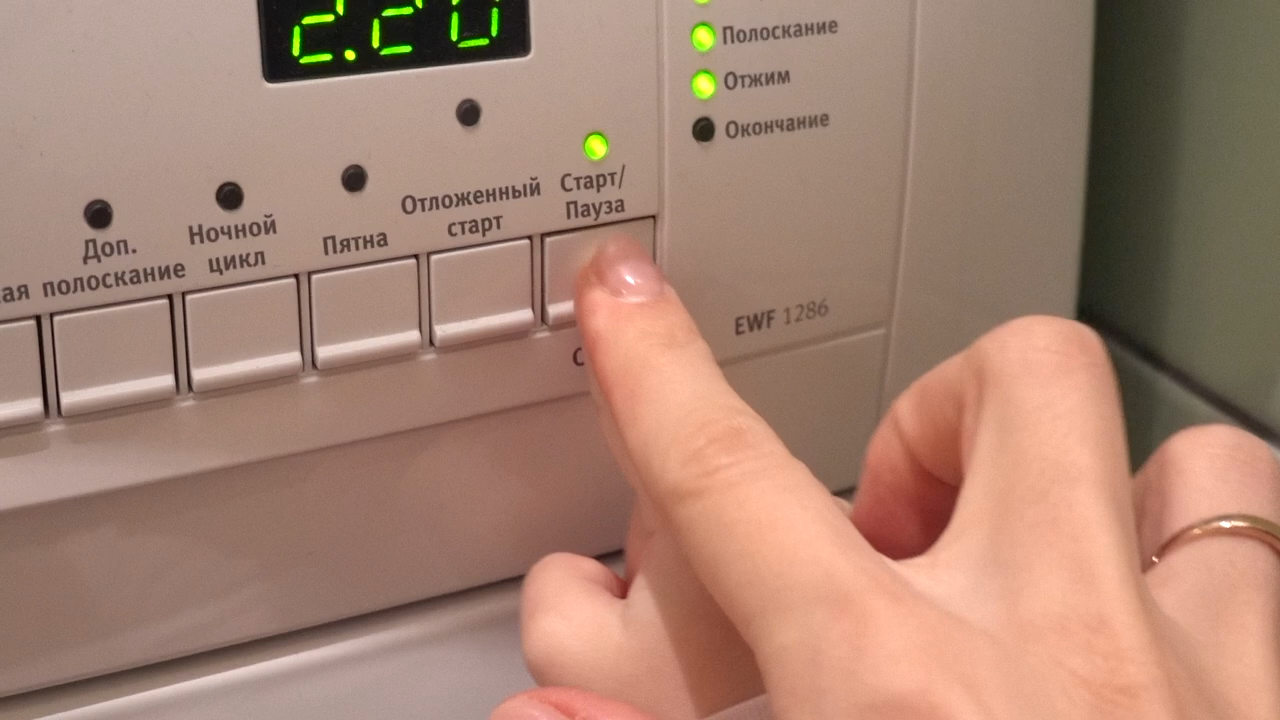 2.20
Полоскание
Отжим
Окончание
Доп.
полоскание
Ночной
цикл
Пятна
Отложенный
старт
Старт/
Пауза
EWF 1286